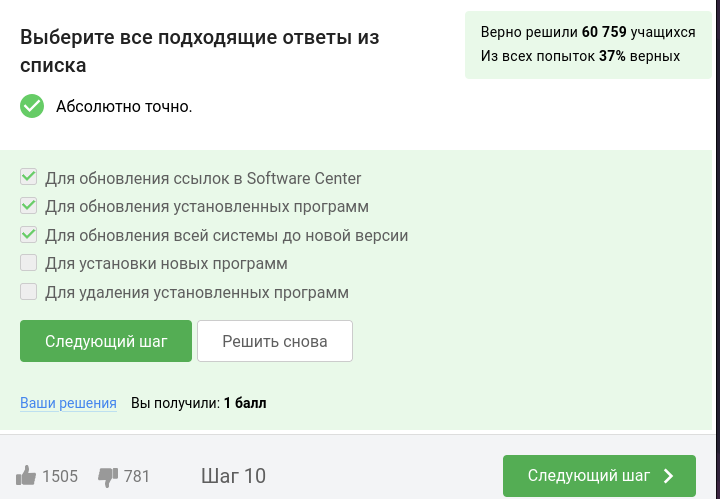 Выберите все подходящие ответы из
списка
Верно решили 60 759 учащихся
Из всех попыток 37% верных
Абсолютно точно.
Для обновления ссылок в Software Center
Для обновления установленных программ
Для обновления всей системы до новой версии
Для установки новых программ
Для удаления установленных программ
Следующий шаг
Решить снова
Ваши решения Вы получили: 1 балл
1505 781 Шаг 10 Следующий шаг